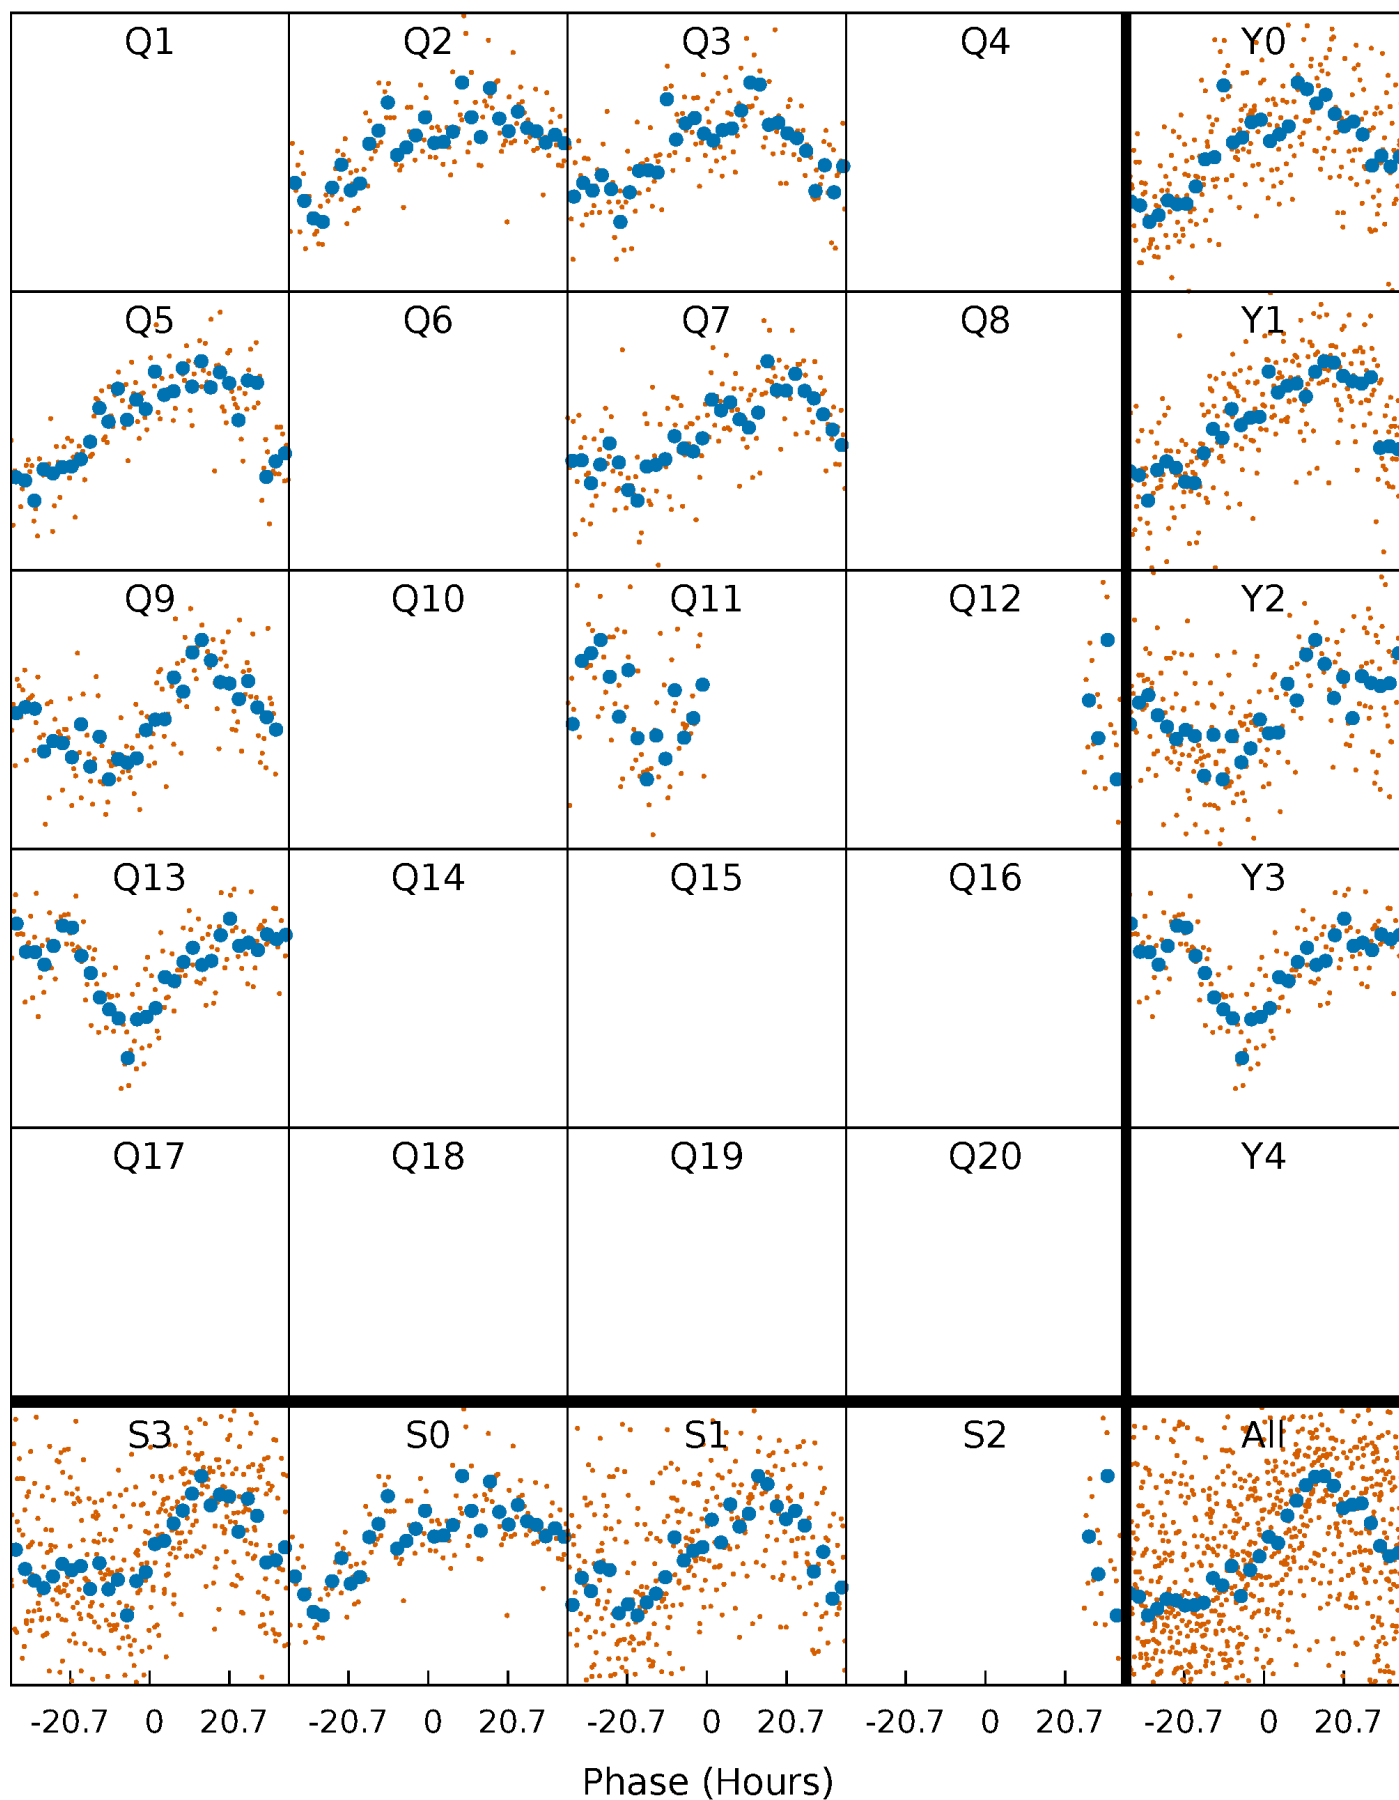 Q1 Q2 Q3 Q4 Y0
Q5 Q6 Q7 Q8 Y1
Q9 Q10 Q11 Q12 Y2
Q13 Q14 Q15 Q16 Y3
Q17 Q18 Q19 Q20 Y4
S3 S0 S1 S2 All
-20.7 0 20.7 -20.7 0 20.7 -20.7 0 20.7 -20.7 0 20.7 -20.7 0 20.7
Phase (Hours)